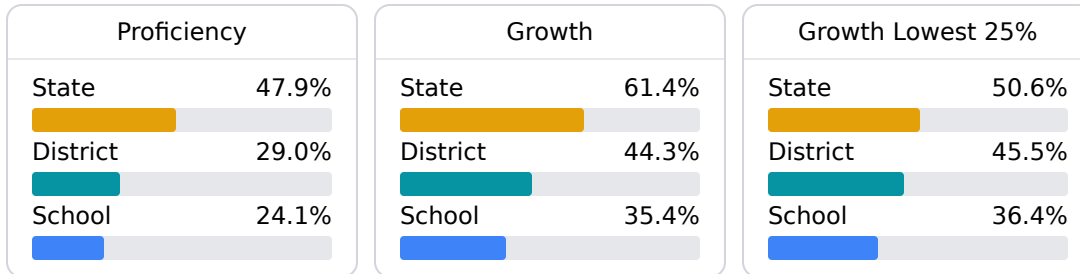 Proficiency
State 47.9%
District 29.0%
School 24.1%
Growth
State 61.4%
District 44.3%
School 35.4%
Growth Lowest 25%
State 50.6%
District 45.5%
School 36.4%